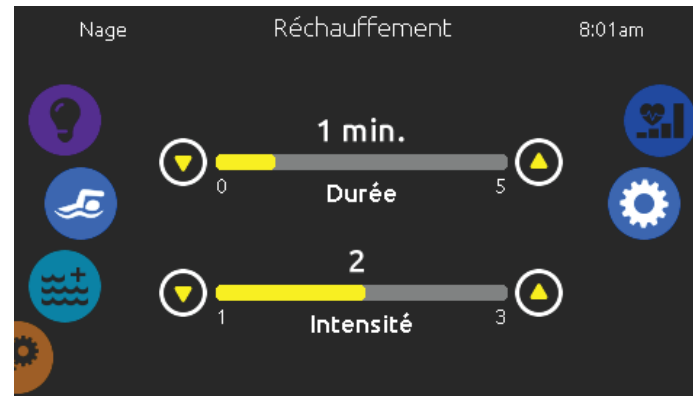 Nage
Réchauffement
8:01am
1 min.
0
Durée
5
2
1
Intensité
3